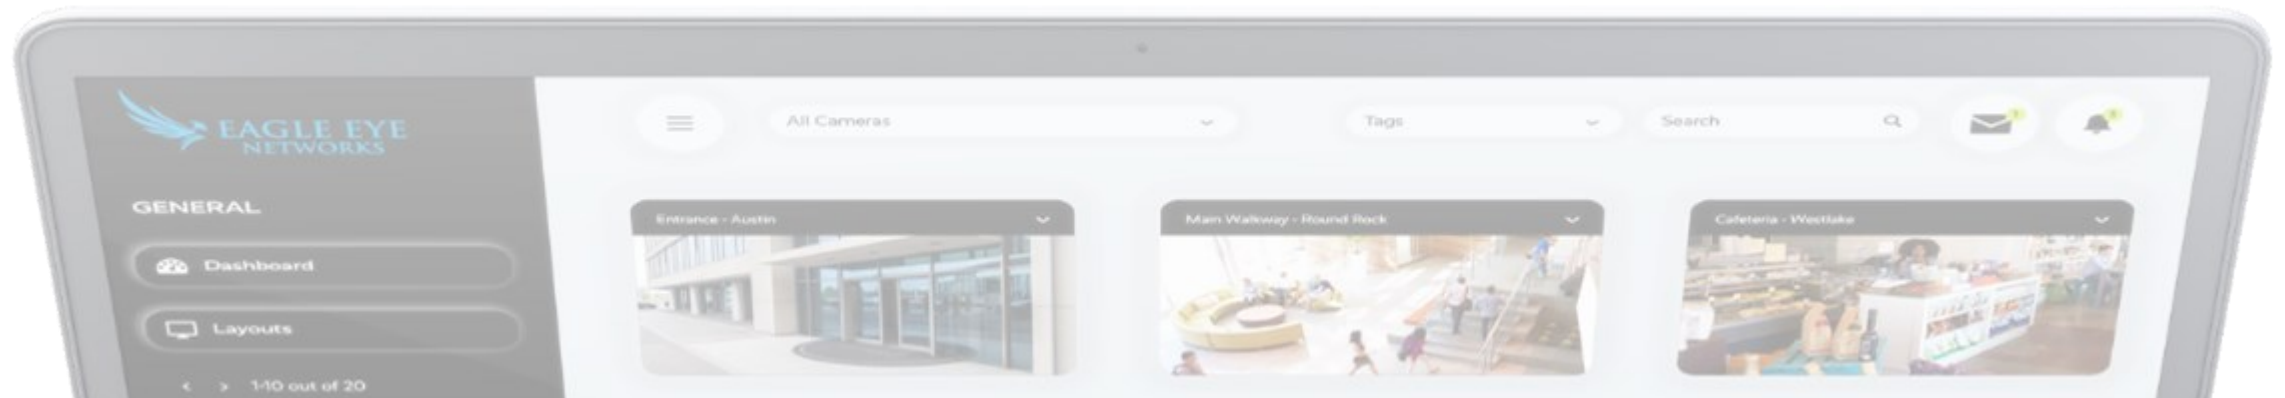 EAGLE EYE
NETWORKS
All Cameras
Tags
Search
GENERAL
Entrance - Austin
Main Walkway - Round Rock
Cafeteria - Westlake
Dashboard
Layouts
< > 1-10 out of 20